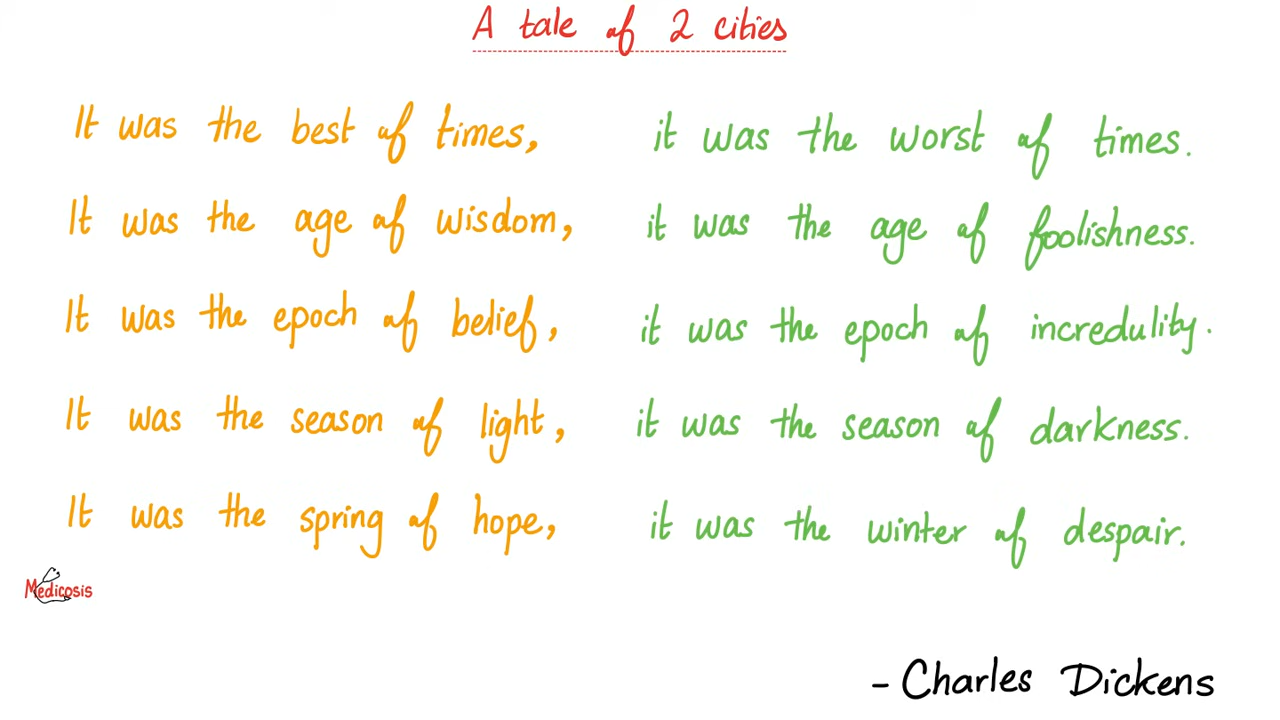 A tale of 2 cities
It was the best of times, it was the worst of times.
It was the age of wisdom, it was the age of foolishness.
It was the epoch of belief, it was the epoch of incredulity.
It was the season of light, it was the season of darkness.
It was the spring of hope, it was the winter of despair.
Medicosis
- Charles Dickens